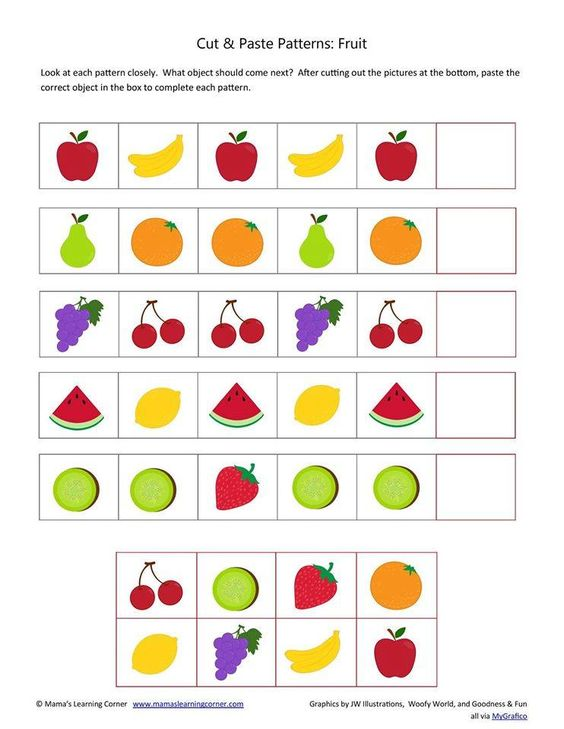 Cut & Paste Patterns: Fruit
Look at each pattern closely.  What object should come next?  After cutting out the pictures at the bottom, paste the
correct object in the box to complete each pattern.
© Mama's Learning Corner  www.mamaslearningcorner.com
Graphics by JW Illustrations,  Woofy World, and Goodness & Fun
all via MyGrafico